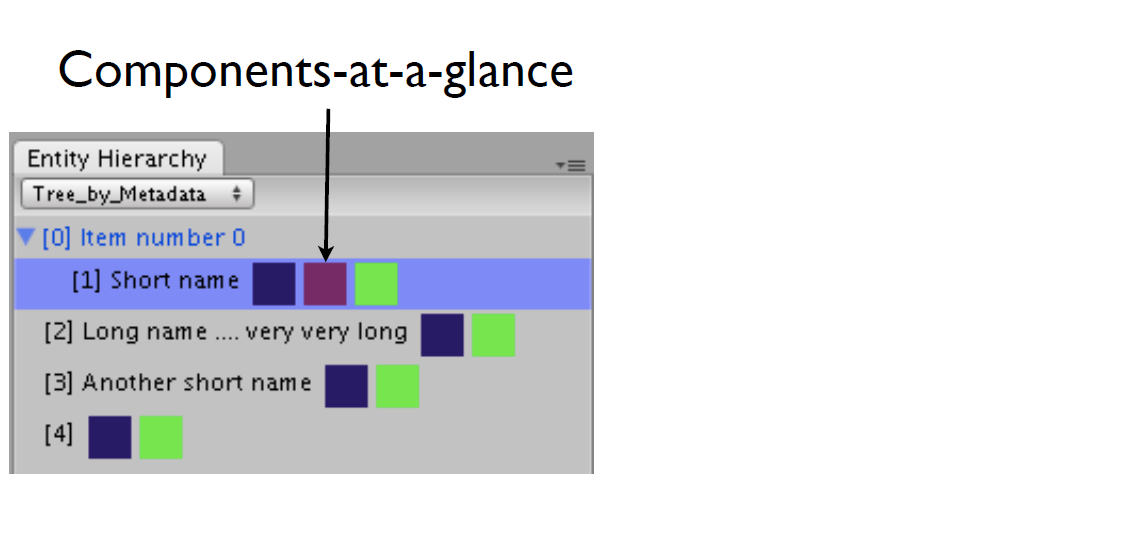 Components-at-a-glance
Entity Hierarchy
Tree_by_Metadata
[0] Item number 0
[1] Short name
[2] Long name .... very very long
[3] Another short name
[4]